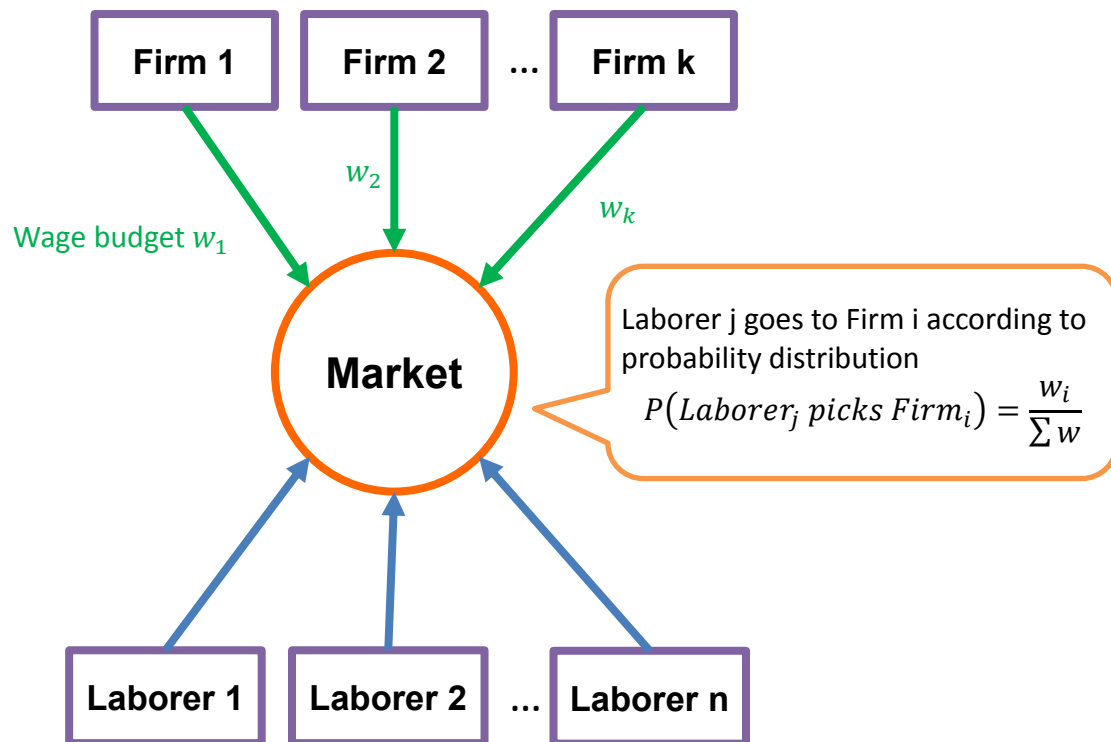 Firm 1
Firm 2
...
Firm k
w₂
w_k
Wage budget w₁
Laborer j goes to Firm i according to
probability distribution
P(Laborer_j picks Firm_i) = w_i / ∑ w
Market
Laborer 1
Laborer 2
...
Laborer n